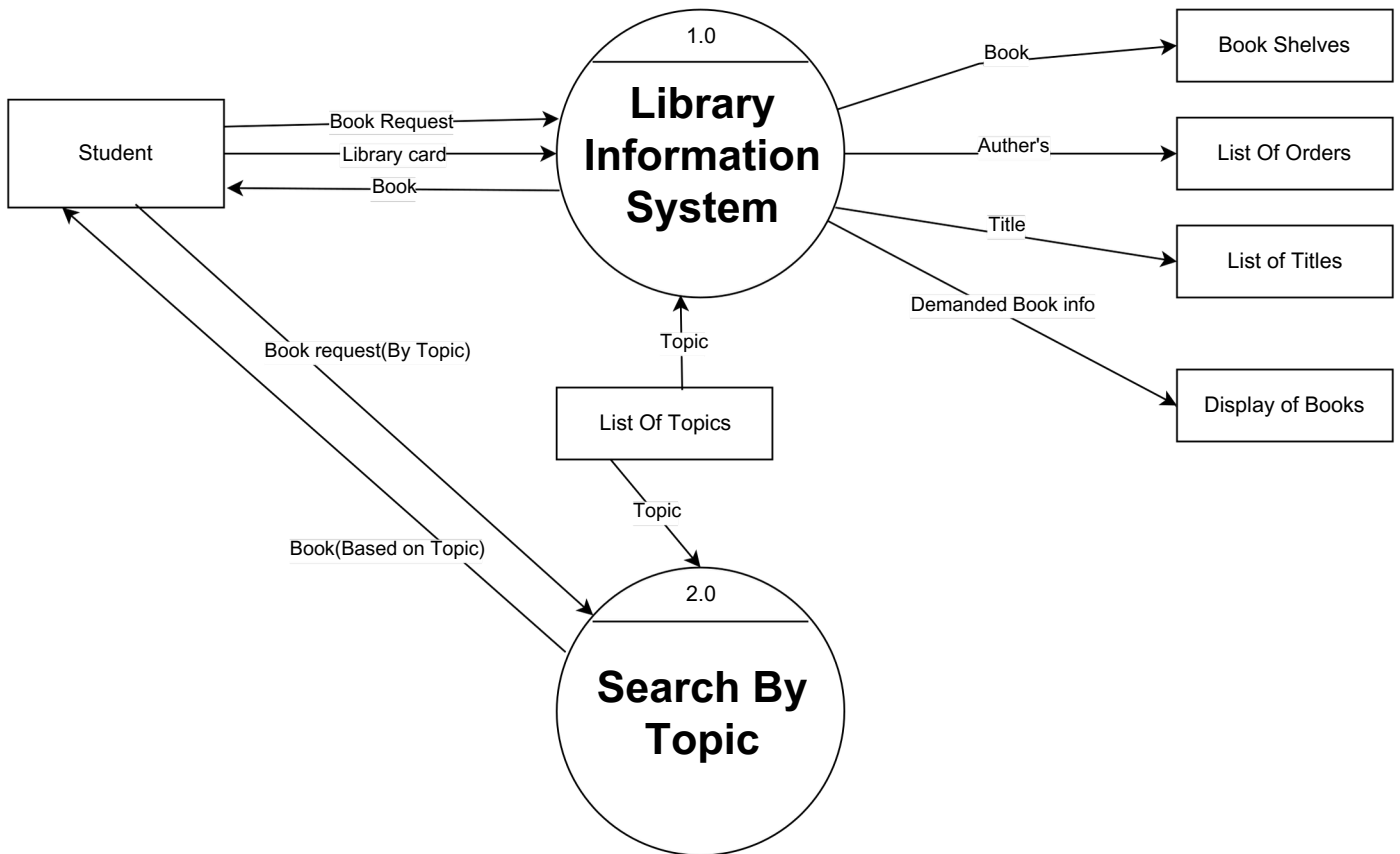 1.0
Library
Information
System
Book Shelves
Book
Student
Book Request
Library card
Book
Auther's
List Of Orders
Title
List of Titles
Demanded Book info
Book request(By Topic)
Topic
List Of Topics
Display of Books
Topic
Book(Based on Topic)
2.0
Search By
Topic